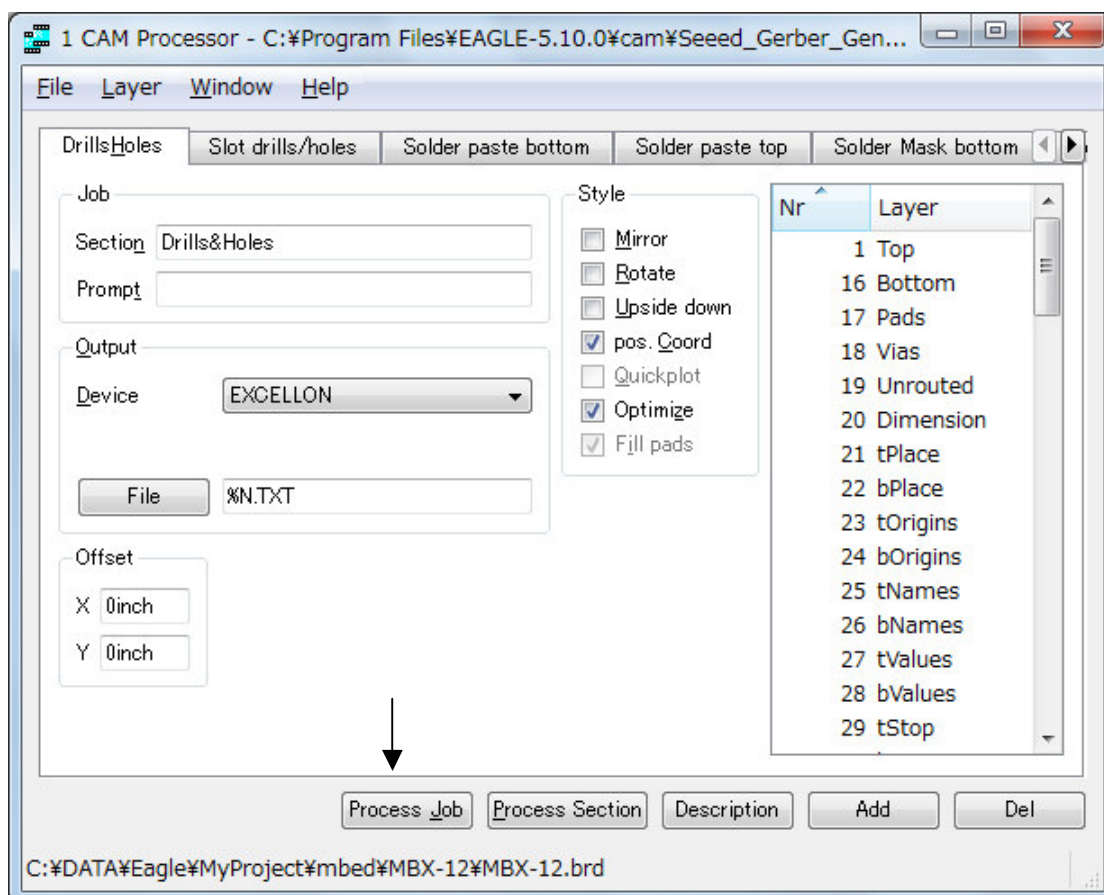 1 CAM Processor - C:¥Program Files¥EAGLE-5.10.0¥cam¥Seeed_Gerber_Gen...
File Layer Window Help
DrillsHoles Slot drills/holes Solder paste bottom Solder paste top Solder Mask bottom
Job
Section Drills&Holes
Prompt
Output
Device EXCELLON
File %N.TXT
Offset
X 0inch
Y 0inch
Style
Mirror
Rotate
Upside down
pos. Coord
Quickplot
Optimize
Fill pads
Nr Layer
1 Top
16 Bottom
17 Pads
18 Vias
19 Unrouted
20 Dimension
21 tPlace
22 bPlace
23 tOrigins
24 bOrigins
25 tNames
26 bNames
27 tValues
28 bValues
29 tStop
Process Job Process Section Description Add Del
C:¥DATA¥Eagle¥MyProject¥mbed¥MBX-12¥MBX-12.brd